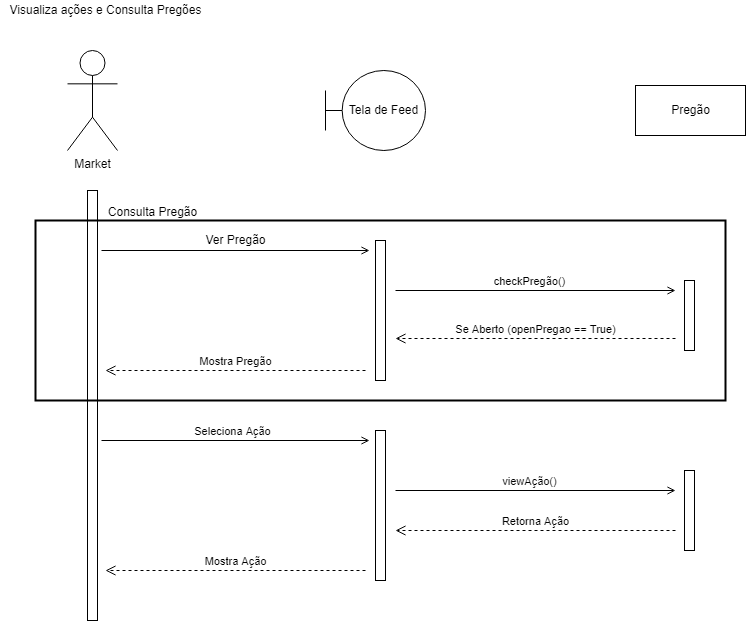 Visualiza ações e Consulta Pregões
Tela de Feed
Pregão
Market
Consulta Pregão
Ver Pregão
checkPregão()
Se Aberto (openPregao == True)
Mostra Pregão
Seleciona Ação
viewAção()
Retorna Ação
Mostra Ação